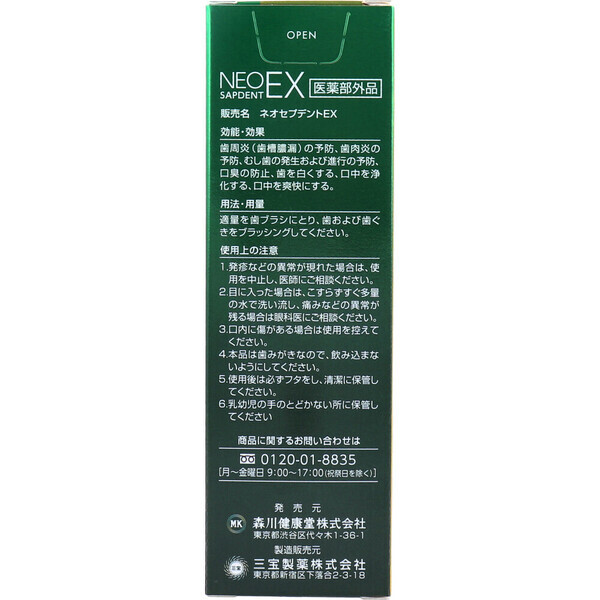 OPEN
NEO EX 医薬部外品
SAPDENT
販売名 ネオセプデントEX
効能・効果
歯周炎(歯槽膿漏)の予防、歯肉炎の
予防、むし歯の発生および進行の予防、
口臭の防止、歯を白くする、口中を浄
化する、口中を爽快にする。
用法・用量
適量を歯ブラシにとり、歯および歯ぐ
きをブラッシングしてください。
使用上の注意
1.発疹などの異常が現れた場合は、使
用を中止し、医師にご相談ください。
2.目に入った場合は、こすらずすぐ多量
の水で洗い流し、痛みなどの異常が
残る場合は眼科医にご相談ください。
3.口内に傷がある場合は使用を控えて
ください。
4.本品は歯みがきなので、飲み込まな
いようにしてください。
5.使用後は必ずフタをし、清潔に保管し
てください。
6.乳幼児の手のとどかない所に保管し
てください
商品に関するお問い合わせは
0120-01-8835
[月~金曜日 9:00~17:00(祝祭日を除く)]
発売元
MK 森川健康堂株式会社
東京都渋谷区代々木1-36-1
製造販売元
三宝 三宝製薬株式会社
東京都新宿区下落合2-3-18